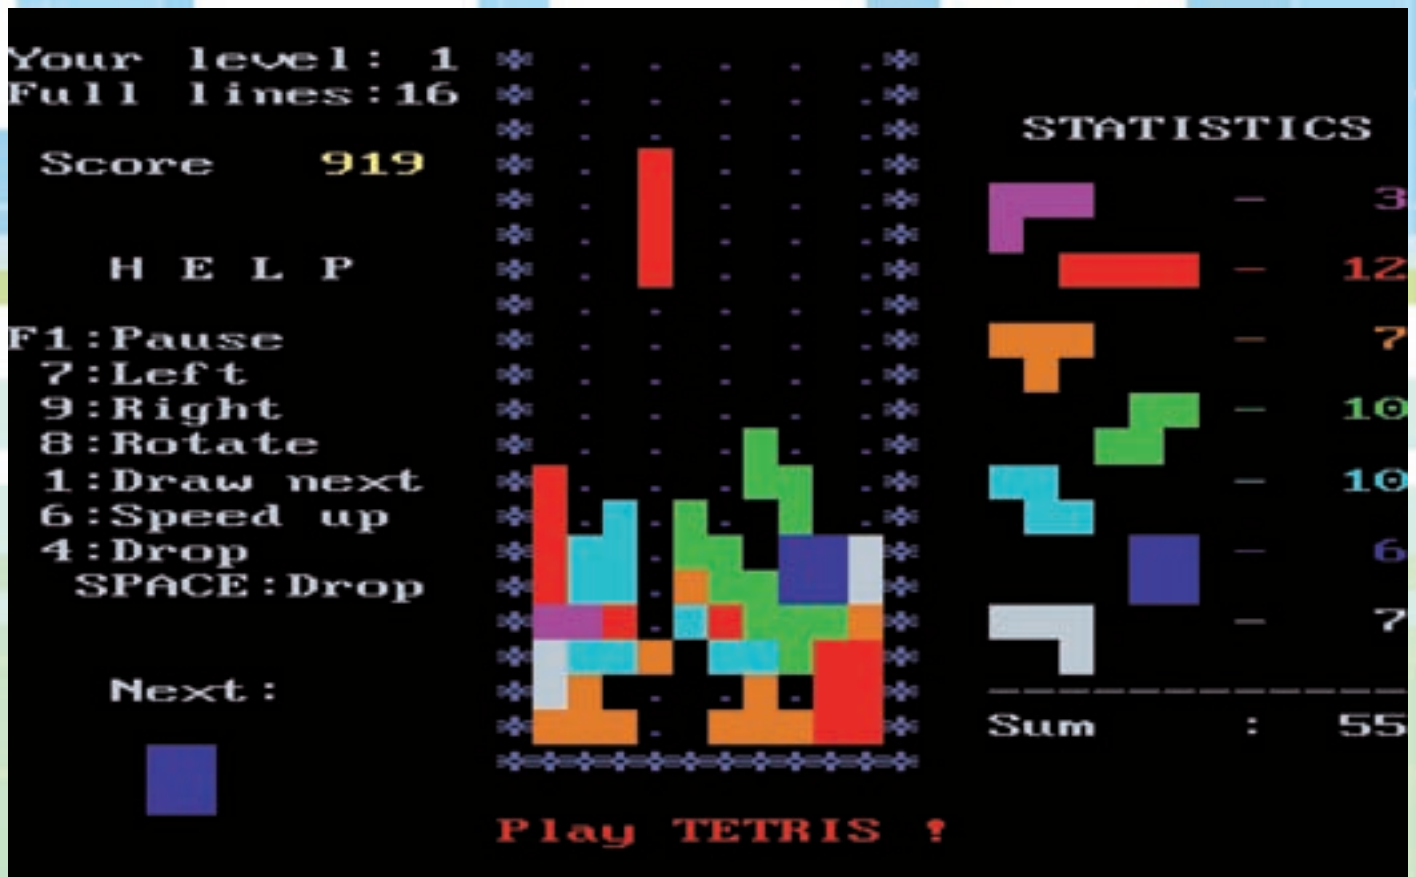 Your level: 1
Full lines:16
Score 919
H E L P
F1:Pause
7:Left
9:Right
8:Rotate
1:Draw next
6:Speed up
4:Drop
SPACE:Drop
Next:
STATISTICS
- 3
- 12
- 7
- 10
- 10
- 6
- 7
Sum : 55
Play TETRIS !